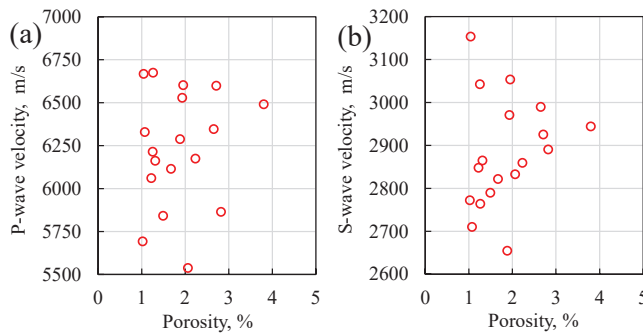 (a)
P-wave velocity, m/s
7000
6750
6500
6250
6000
5750
5500
0 1 2 3 4 5
Porosity, %
(b)
S-wave velocity, m/s
3200
3100
3000
2900
2800
2700
2600
0 1 2 3 4 5
Porosity, %